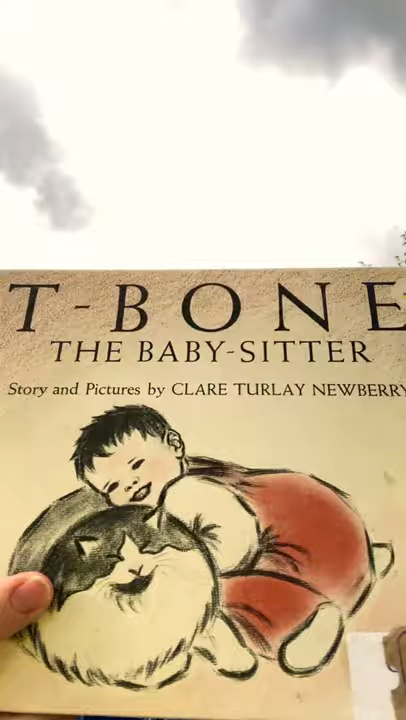 T-BONE
THE BABY-SITTER
Story and Pictures by CLARE TURLAY NEWBERRY